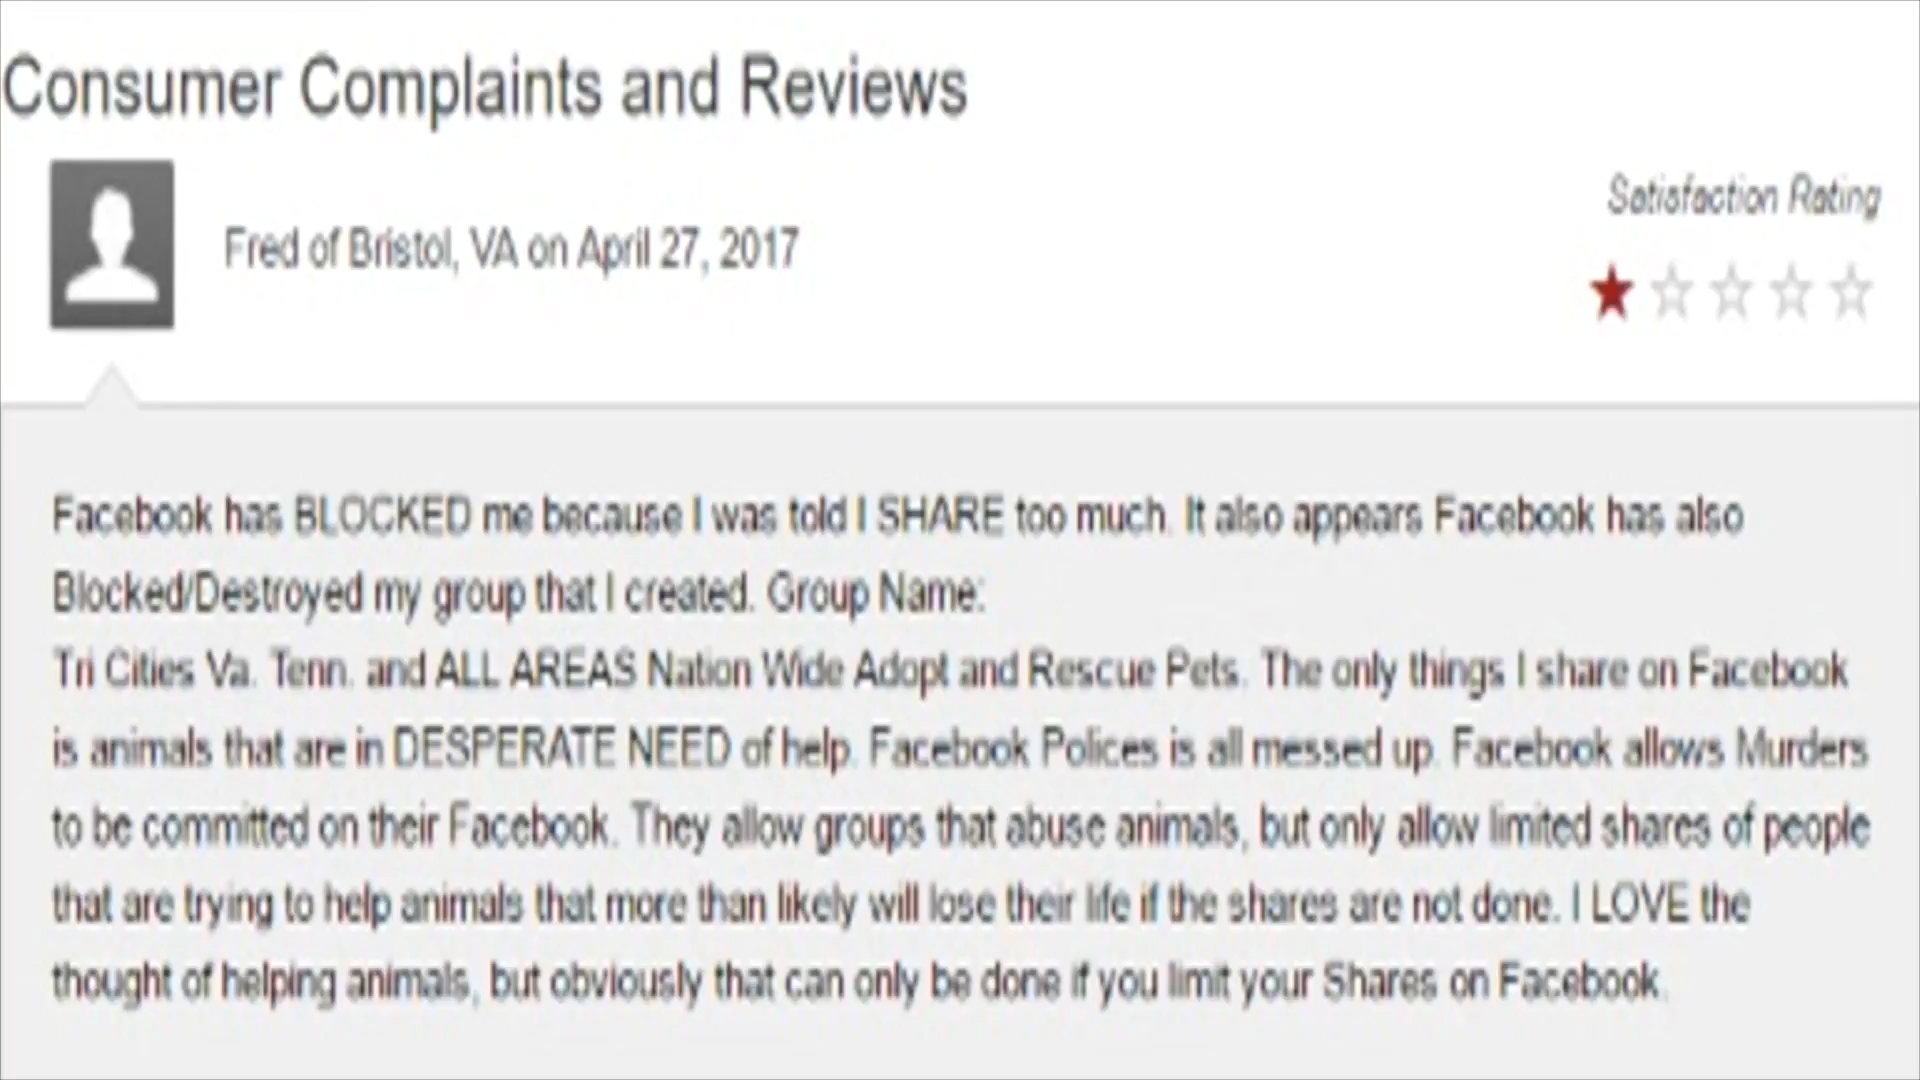 Consumer Complaints and Reviews
Satisfaction Rating
Fred of Bristol, VA on April 27, 2017
Facebook has BLOCKED me because I was told I SHARE too much. It also appears Facebook has also
Blocked/Destroyed my group that I created. Group Name:
Tri Cities Va. Tenn. and ALL AREAS Nation Wide Adopt and Rescue Pets. The only things I share on Facebook
is animals that are in DESPERATE NEED of help. Facebook Polices is all messed up. Facebook allows Murders
to be committed on their Facebook. They allow groups that abuse animals, but only allow limited shares of people
that are trying to help animals that more than likely will lose their life if the shares are not done. I LOVE the
thought of helping animals, but obviously that can only be done if you limit your Shares on Facebook.